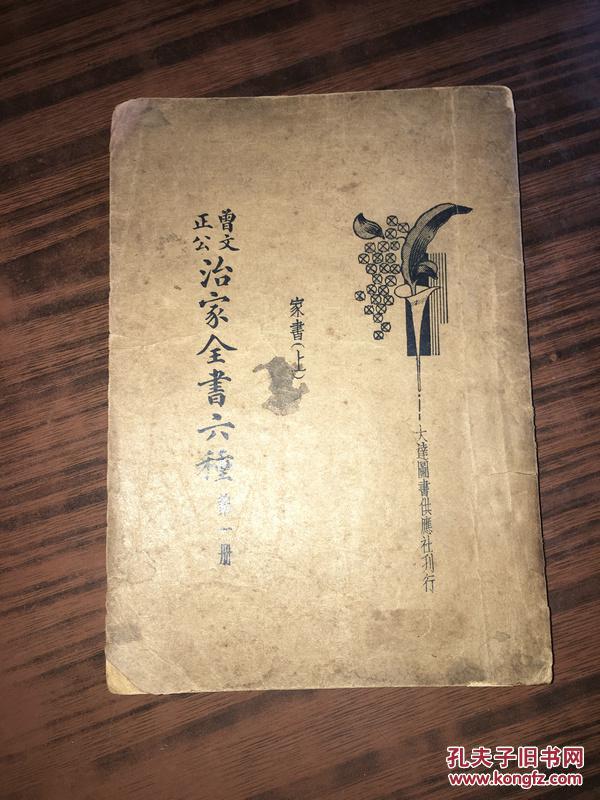 大達圖書供應社刊行
家書（上）
曾文正公治家全書六種 第一册
孔夫子旧书网
www.kongfz.com